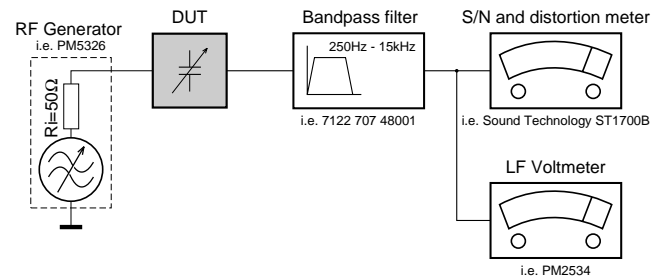 RF Generator
i.e. PM5326
Ri=50Ω
DUT
Bandpass filter
250Hz - 15kHz
i.e. 7122 707 48001
S/N and distortion meter
i.e. Sound Technology ST1700B
LF Voltmeter
i.e. PM2534